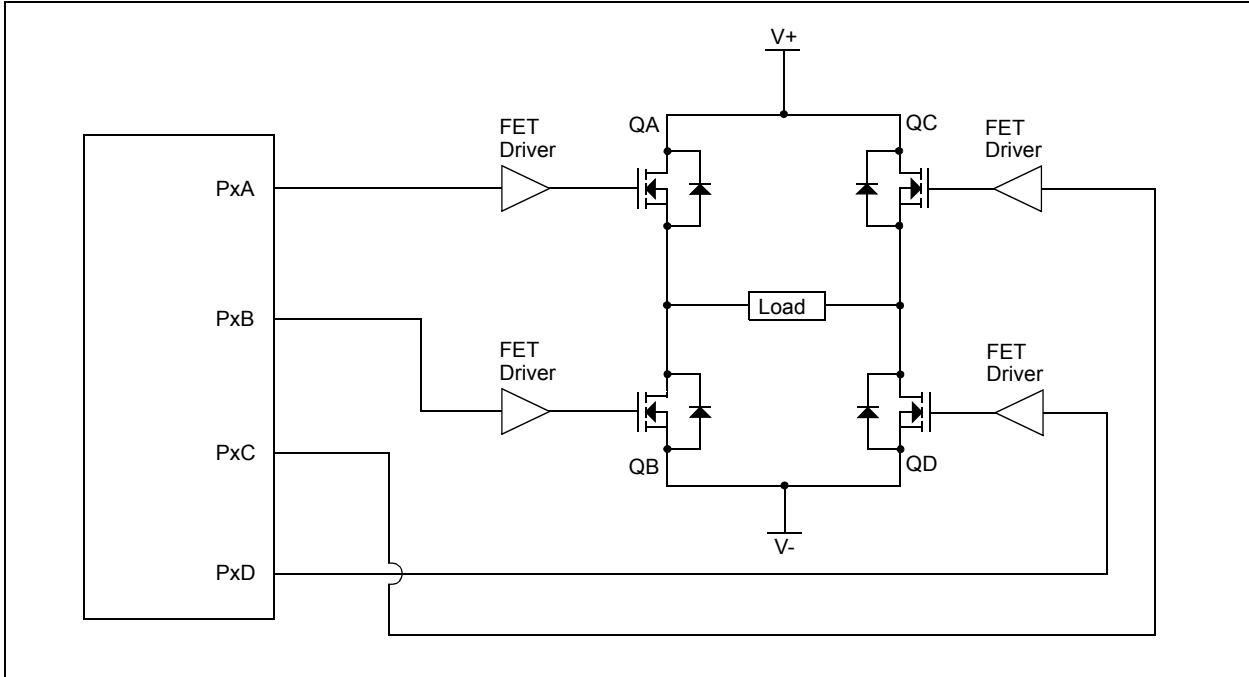 V+
QA
QC
FET
Driver
FET
Driver
PxA
PxB
Load
FET
Driver
FET
Driver
PxC
QB
QD
V-
PxD